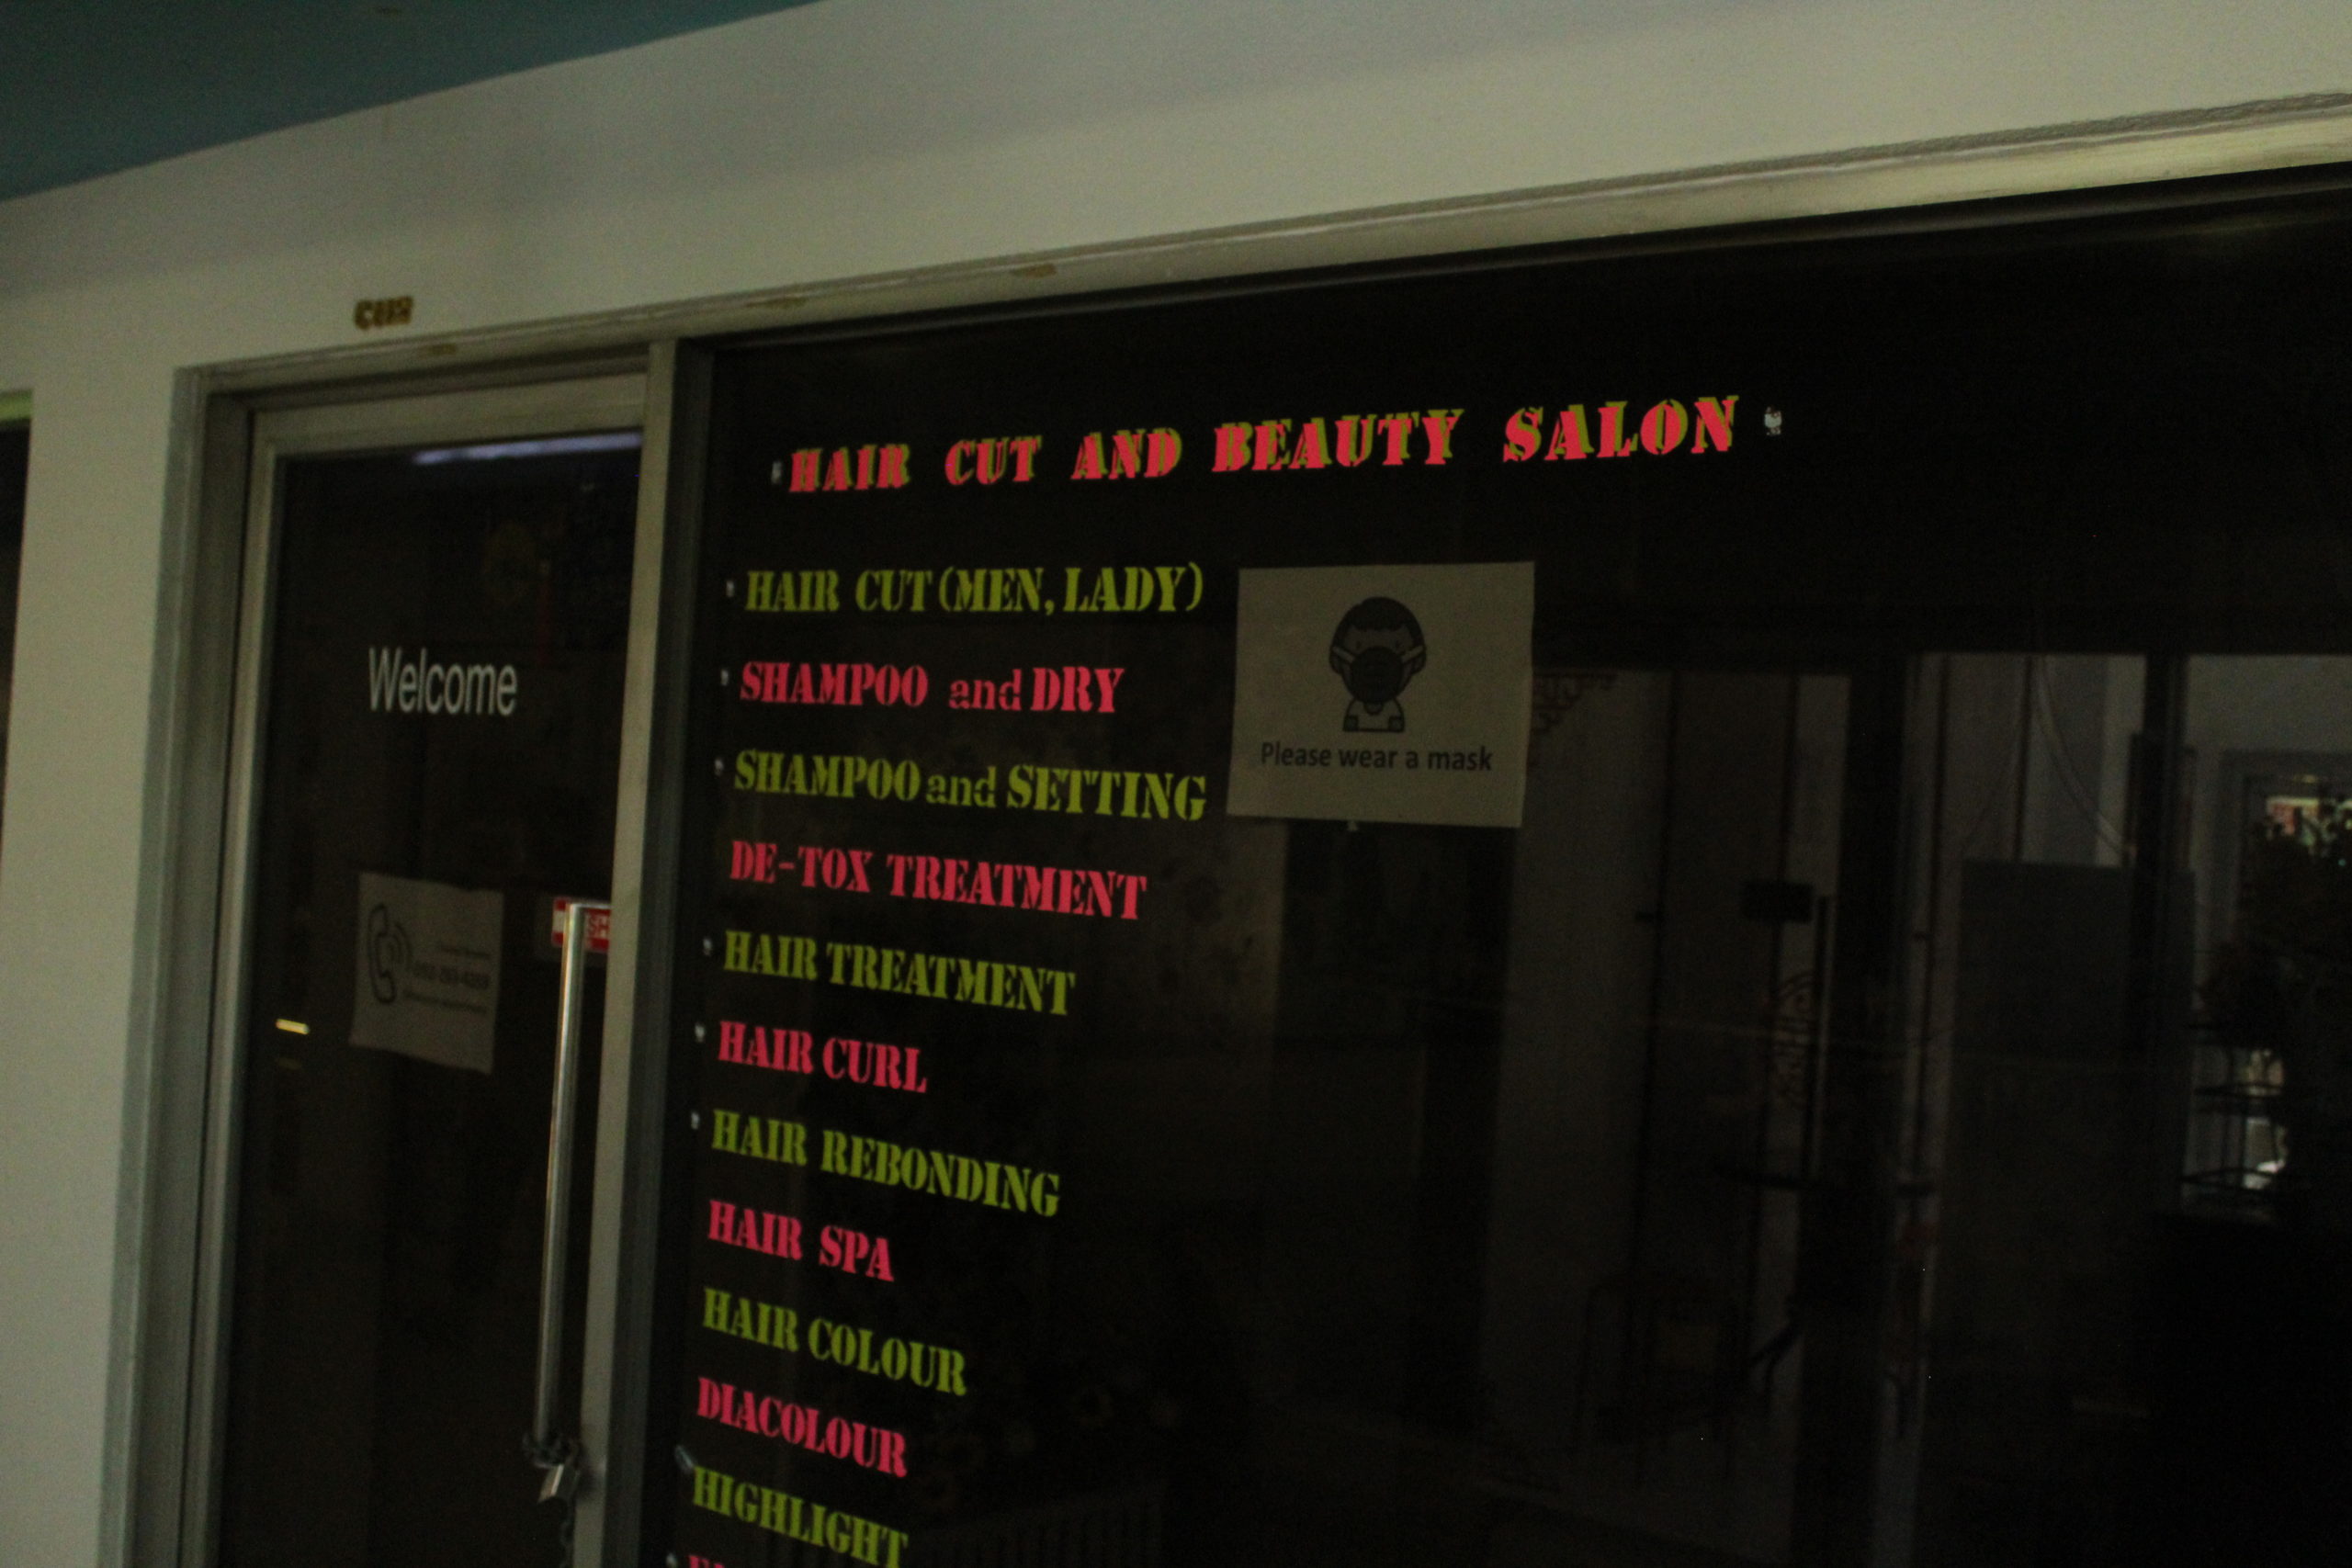 HAIR CUT AND BEAUTY SALON
HAIR CUT (MEN, LADY)
SHAMPOO and DRY
SHAMPOO and SETTING
DE-TOX TREATMENT
HAIR TREATMENT
HAIR CURL
HAIR REBONDING
HAIR SPA
HAIR COLOUR
DIACOLOUR
HIGHLIGHT
Please wear a mask
Welcome